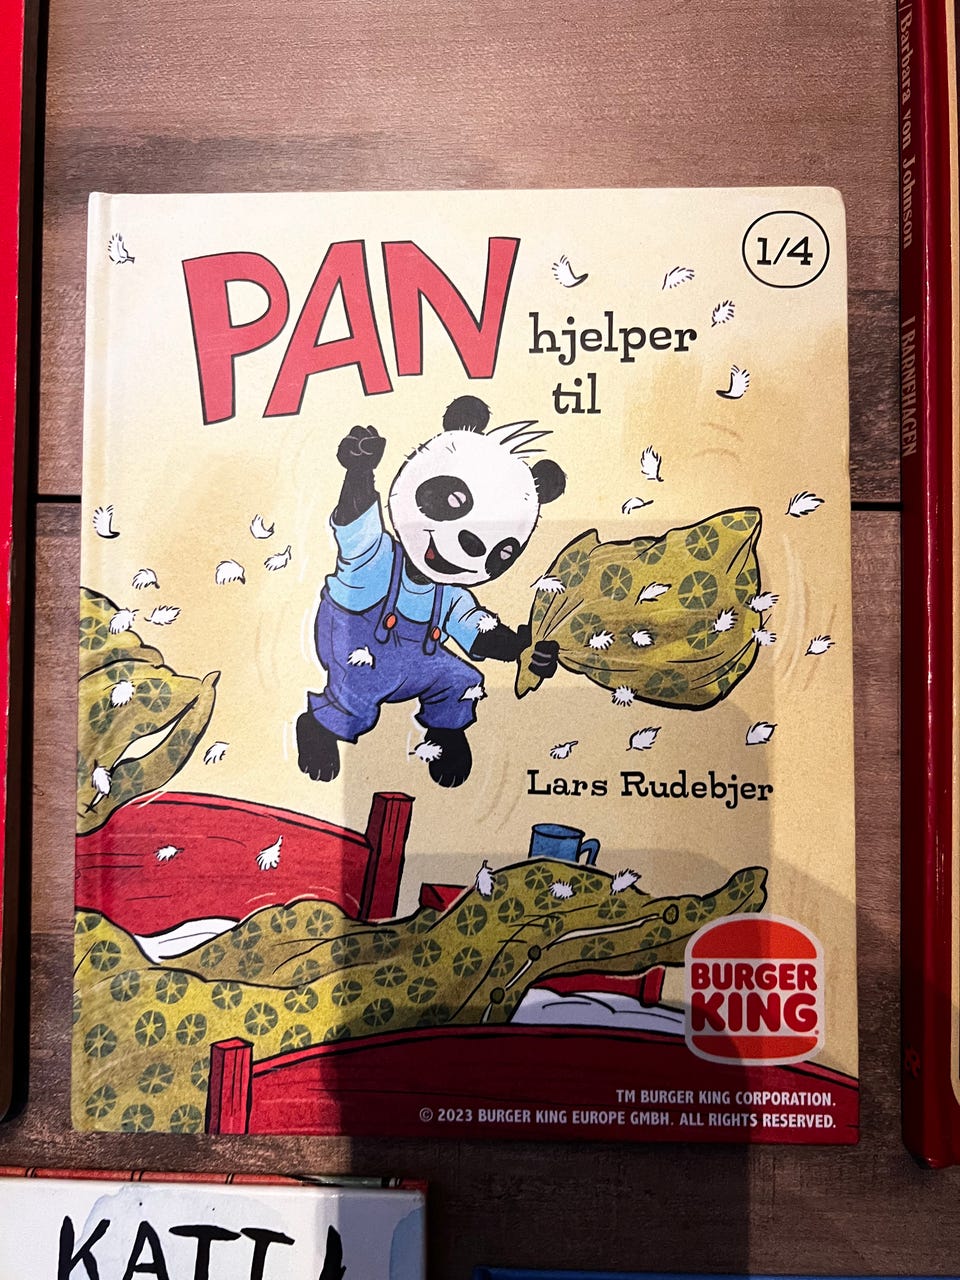 1/4
PAN
hjelper
til
Lars Rudebjer
BURGER
KING
TM BURGER KING CORPORATION.
© 2023 BURGER KING EUROPE GMBH. ALL RIGHTS RESERVED.
/Barbara von Johnson
I BARNEHAGEN
KATT